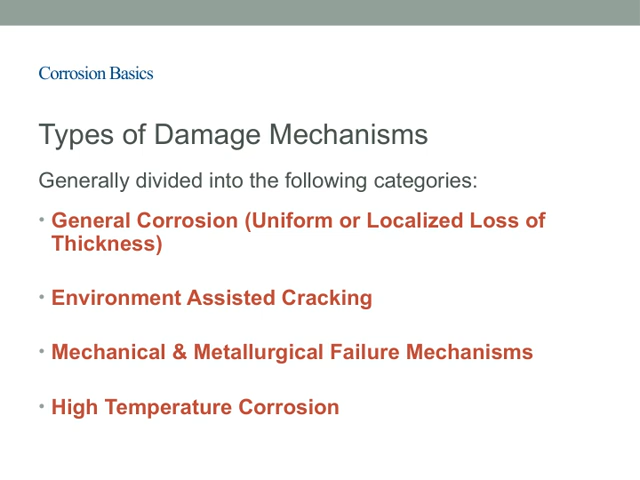 Corrosion Basics
Types of Damage Mechanisms
Generally divided into the following categories:
• General Corrosion (Uniform or Localized Loss of
Thickness)
• Environment Assisted Cracking
• Mechanical & Metallurgical Failure Mechanisms
• High Temperature Corrosion